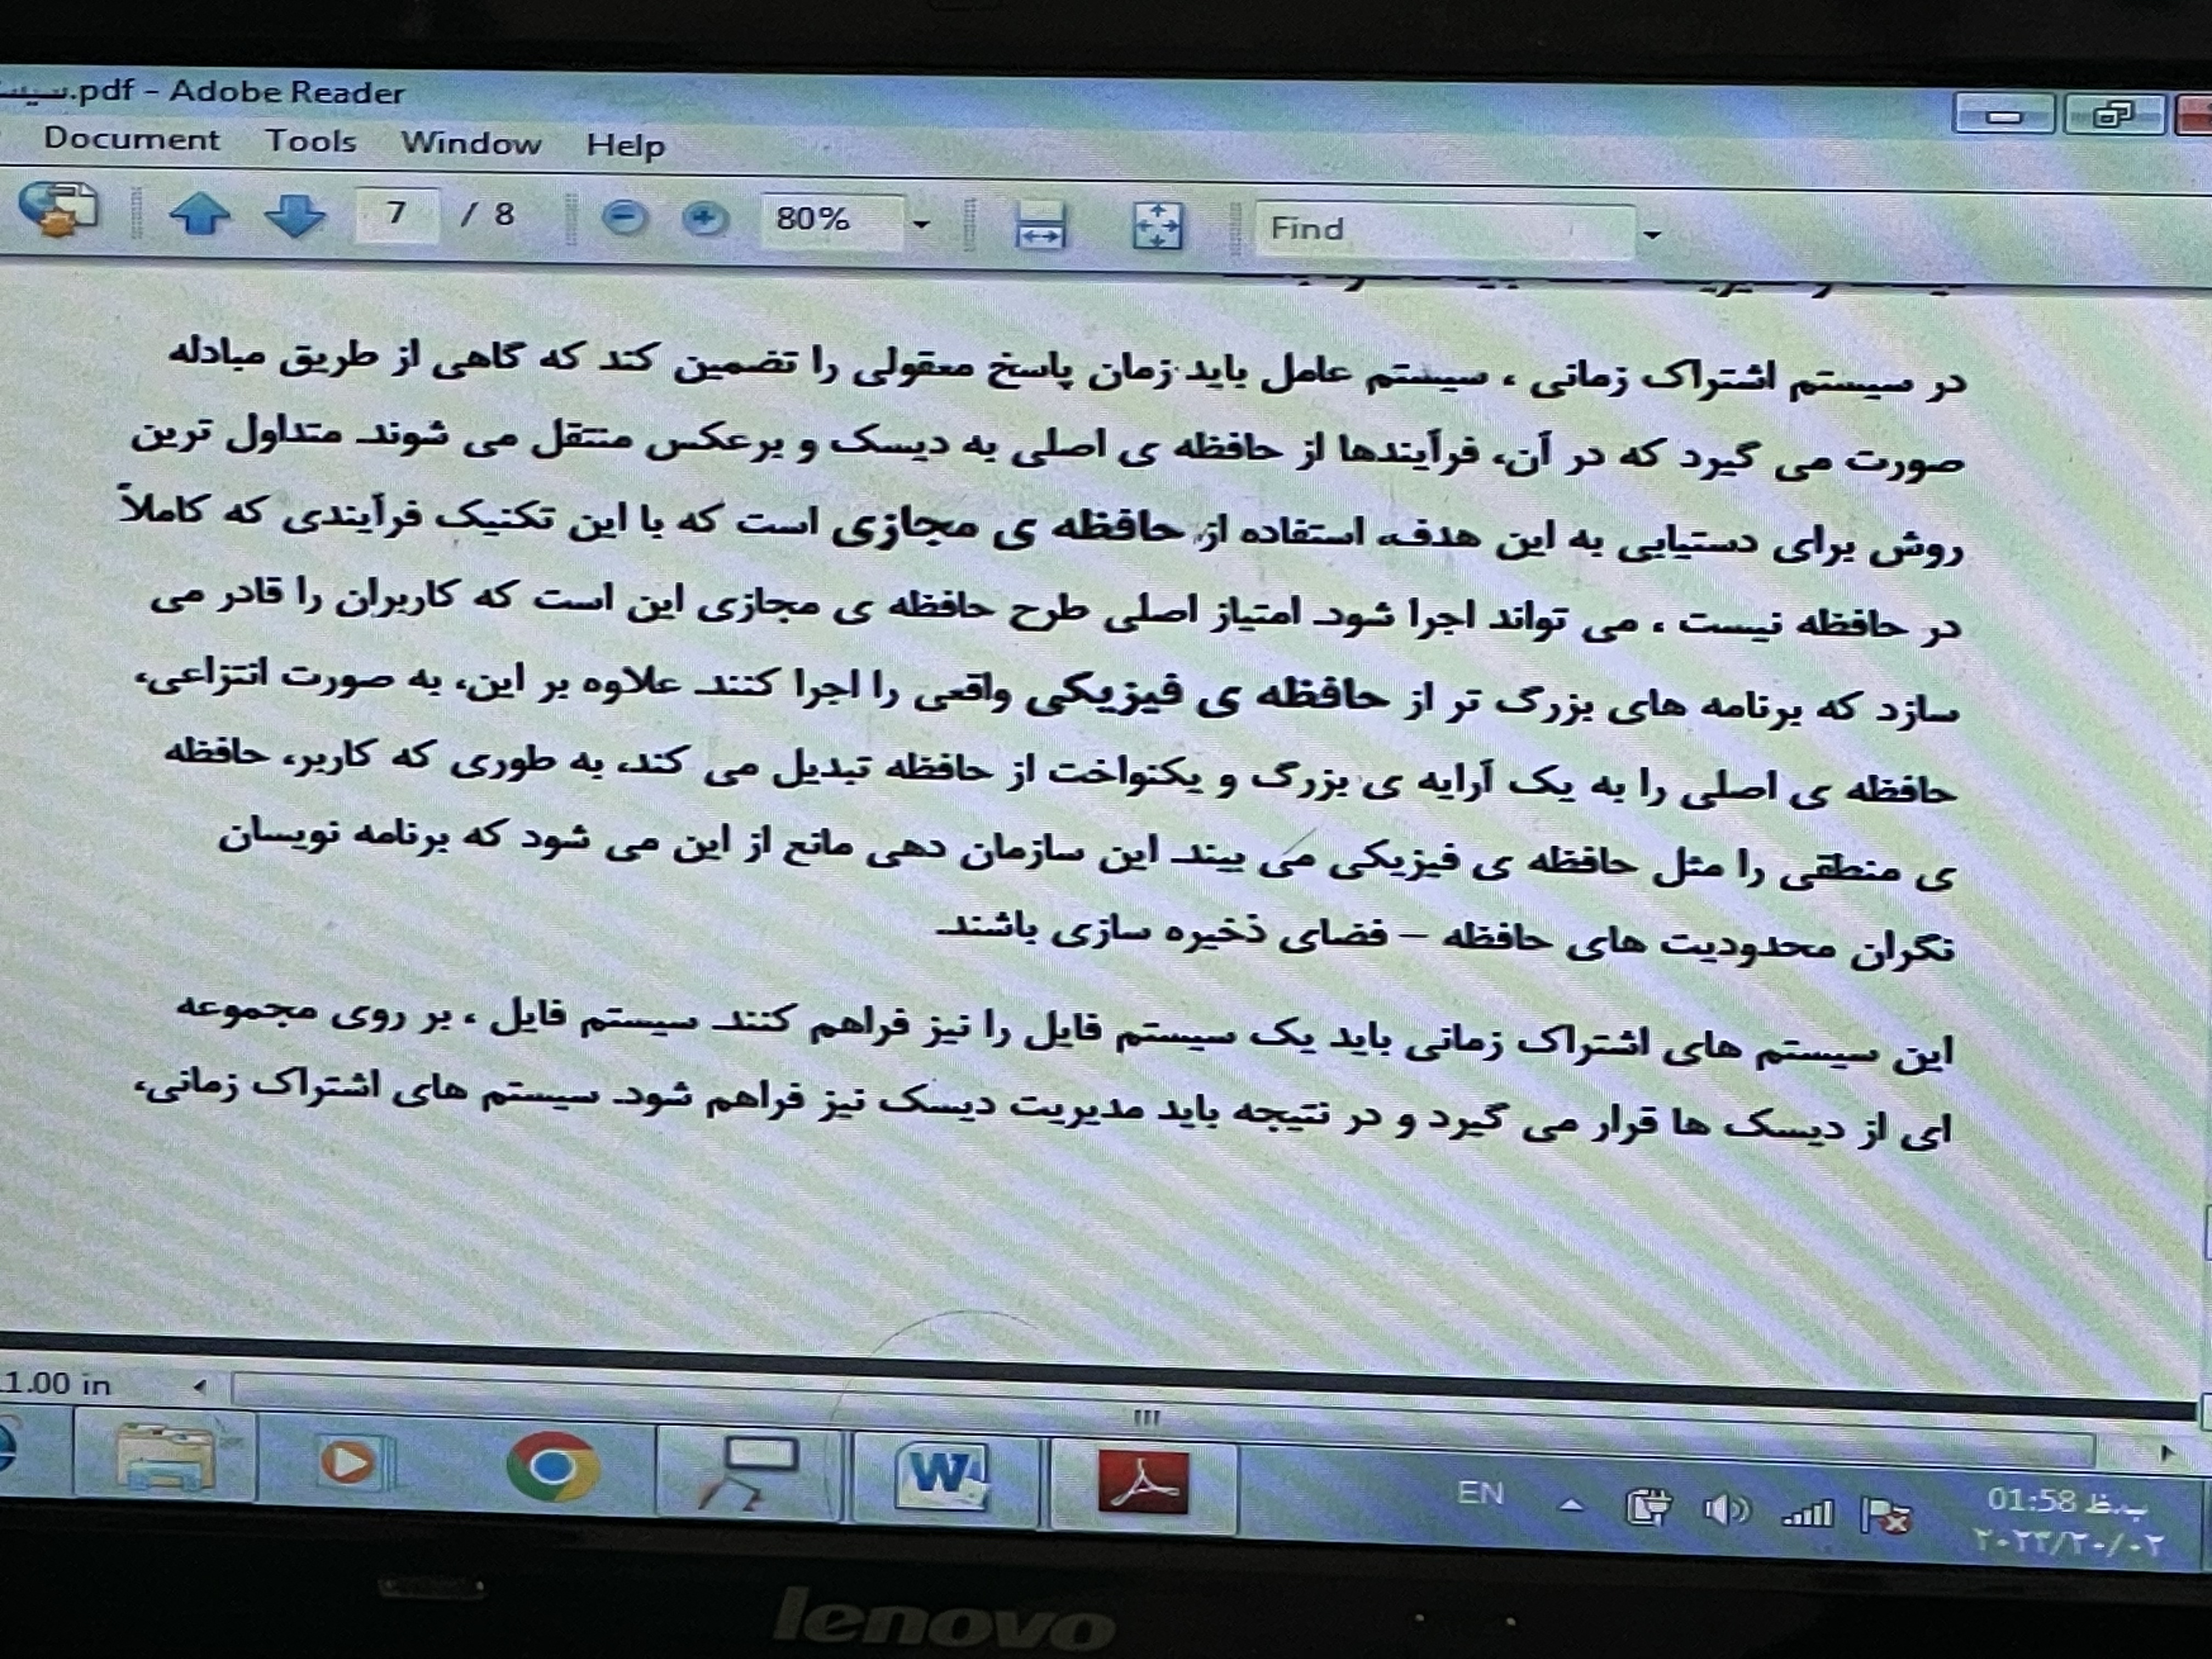 .pdf - Adobe Reader
Document Tools Window Help
7 / 8 80% Find
در سیستم اشتراک زمانی ، سیستم عامل باید زمان پاسخ معقولی را تضمین کند که گاهی از طریق مبادله
صورت می گیرد که در آن، فرآیندها از حافظه ی اصلی به دیسک و برعکس منتقل می شوند. متداول ترین
روش برای دستیابی به این هدف، استفاده از حافظه ی مجازی است که با این تکنیک فرآیندی که کاملاً
در حافظه نیست ، می تواند اجرا شود. امتیاز اصلی طرح حافظه ی مجازی این است که کاربران را قادر می
سازد که برنامه های بزرگ تر از حافظه ی فیزیکی واقعی را اجرا کنند. علاوه بر این، به صورت انتزاعی،
حافظه ی اصلی را به یک آرایه ی بزرگ و یکنواخت از حافظه تبدیل می کند، به طوری که کاربر، حافظه
ی منطقی را مثل حافظه ی فیزیکی می بیند. این سازمان دهی مانع از این می شود که برنامه نویسان
نگران محدودیت های حافظه – فضای ذخیره سازی باشند.
این سیستم های اشتراک زمانی باید یک سیستم فایل را نیز فراهم کنند. سیستم فایل ، بر روی مجموعه
ای از دیسک ها قرار می گیرد و در نتیجه باید مدیریت دیسک نیز فراهم شود. سیستم های اشتراک زمانی،
1.00 in
EN 01:58 ب.ظ
۲۰۲۳/۲۰/۰۲
lenovo